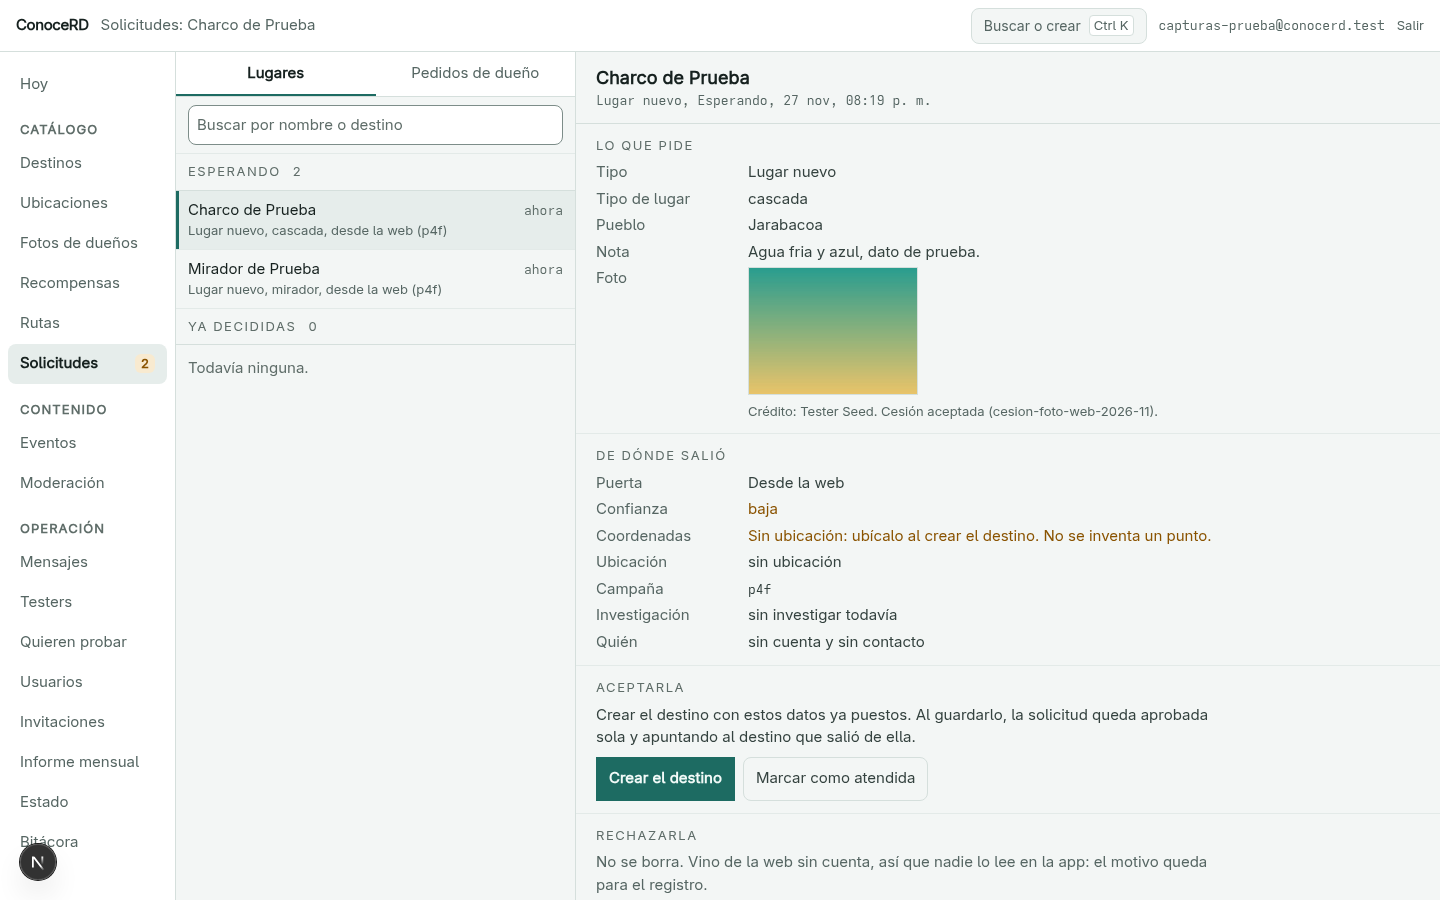 ConoceRD Solicitudes: Charco de Prueba
Buscar o crear Ctrl K capturas-prueba@conocerd.test Salir
Hoy
CATÁLOGO
Destinos
Ubicaciones
Fotos de dueños
Recompensas
Rutas
Solicitudes 2
CONTENIDO
Eventos
Moderación
OPERACIÓN
Mensajes
Testers
Quieren probar
Usuarios
Invitaciones
Informe mensual
Estado
Bitácora
N
Lugares Pedidos de dueño
Buscar por nombre o destino
ESPERANDO 2
Charco de Prueba ahora
Lugar nuevo, cascada, desde la web (p4f)
Mirador de Prueba ahora
Lugar nuevo, mirador, desde la web (p4f)
YA DECIDIDAS 0
Todavía ninguna.
Charco de Prueba
Lugar nuevo, Esperando, 27 nov, 08:19 p. m.
LO QUE PIDE
Tipo Lugar nuevo
Tipo de lugar cascada
Pueblo Jarabacoa
Nota Agua fria y azul, dato de prueba.
Foto
Crédito: Tester Seed. Cesión aceptada (cesion-foto-web-2026-11).
DE DÓNDE SALIÓ
Puerta Desde la web
Confianza baja
Coordenadas Sin ubicación: ubícalo al crear el destino. No se inventa un punto.
Ubicación sin ubicación
Campaña p4f
Investigación sin investigar todavía
Quién sin cuenta y sin contacto
ACEPTARLA
Crear el destino con estos datos ya puestos. Al guardarlo, la solicitud queda aprobada
sola y apuntando al destino que salió de ella.
Crear el destino Marcar como atendida
RECHAZARLA
No se borra. Vino de la web sin cuenta, así que nadie lo lee en la app: el motivo queda
para el registro.